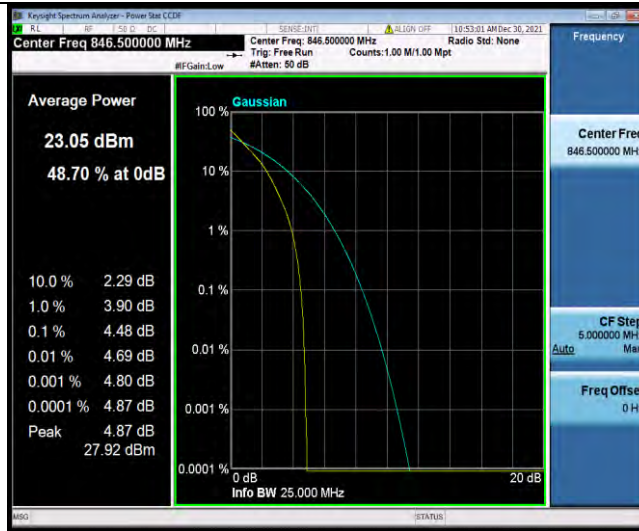 Keysight Spectrum Analyzer - Power Stat CCDF
RL RF 50 Ω DC SENSE:INT ALIGN OFF 10:53:01 AM Dec 30, 2021
Center Freq 846.500000 MHz
Center Freq: 846.500000 MHz Radio Std: None
Trig: Free Run Counts:1.00 M/1.00 Mpt
#IFGain:Low #Atten: 50 dB
Frequency
Average Power
23.05 dBm
48.70 % at 0dB
10.0 % 2.29 dB
1.0 % 3.90 dB
0.1 % 4.48 dB
0.01 % 4.69 dB
0.001 % 4.80 dB
0.0001 % 4.87 dB
Peak 4.87 dB
27.92 dBm
Gaussian
100 %
10 %
1 %
0.1 %
0.01 %
0.001 %
0.0001 %
0 dB 20 dB
Info BW 25.000 MHz
Center Fre
846.500000 MH
CF Step
5.000000 MH
Auto Ma
Freq Offse
0 H
MSG STATUS